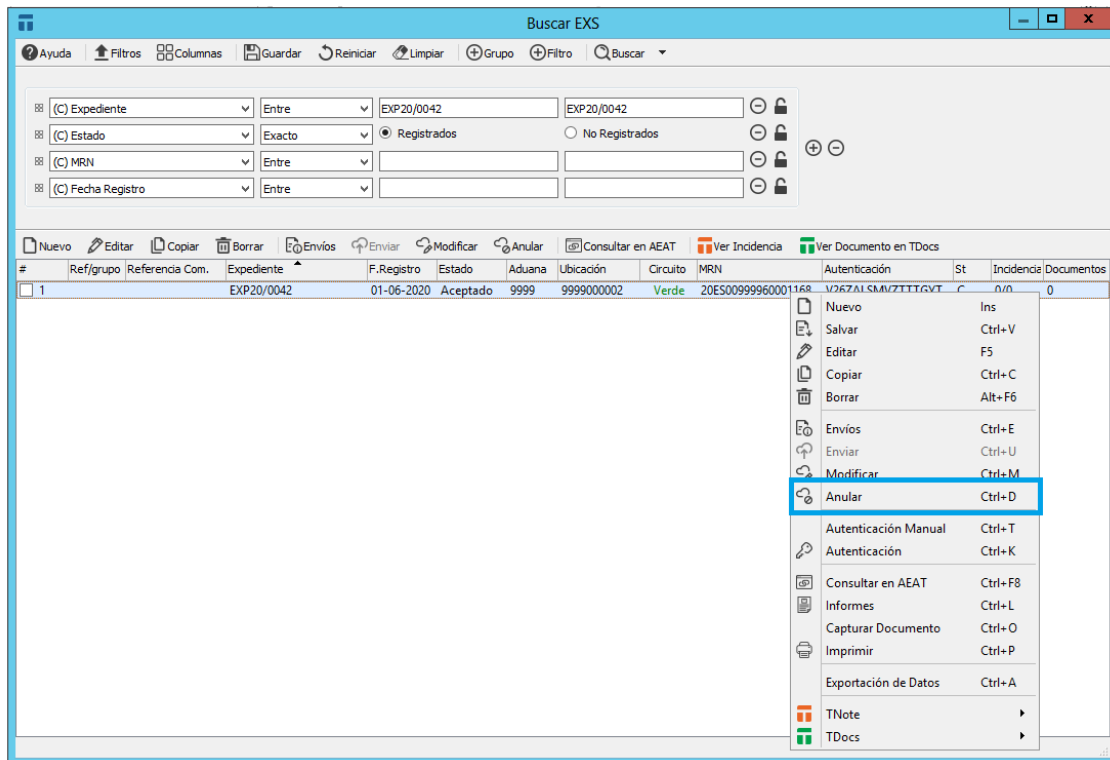 Buscar EXS
Ayuda Filtros Columnas Guardar Reiniciar Limpiar Grupo Filtro Buscar
(C) Expediente Entre EXP20/0042 EXP20/0042
(C) Estado Exacto Registrados No Registrados
(C) MRN Entre
(C) Fecha Registro Entre
Nuevo Editar Copiar Borrar Envíos Enviar Modificar Anular Consultar en AEAT Ver Incidencia Ver Documento en TDocs
# Ref/grupo Referencia Com. Expediente F.Registro Estado Aduana Ubicación Circuito MRN Autenticación St Incidencia Documentos
1 EXP20/0042 01-06-2020 Aceptado 9999 9999000002 Verde 20ES00999960001168 C 0/0 0
Nuevo Ins
Salvar Ctrl+V
Editar F5
Copiar Ctrl+C
Borrar Alt+F6
Envíos Ctrl+E
Enviar Ctrl+U
Modificar Ctrl+M
Anular Ctrl+D
Autenticación Manual Ctrl+T
Autenticación Ctrl+K
Consultar en AEAT Ctrl+F8
Informes Ctrl+L
Capturar Documento Ctrl+O
Imprimir Ctrl+P
Exportación de Datos Ctrl+A
TNote
TDocs